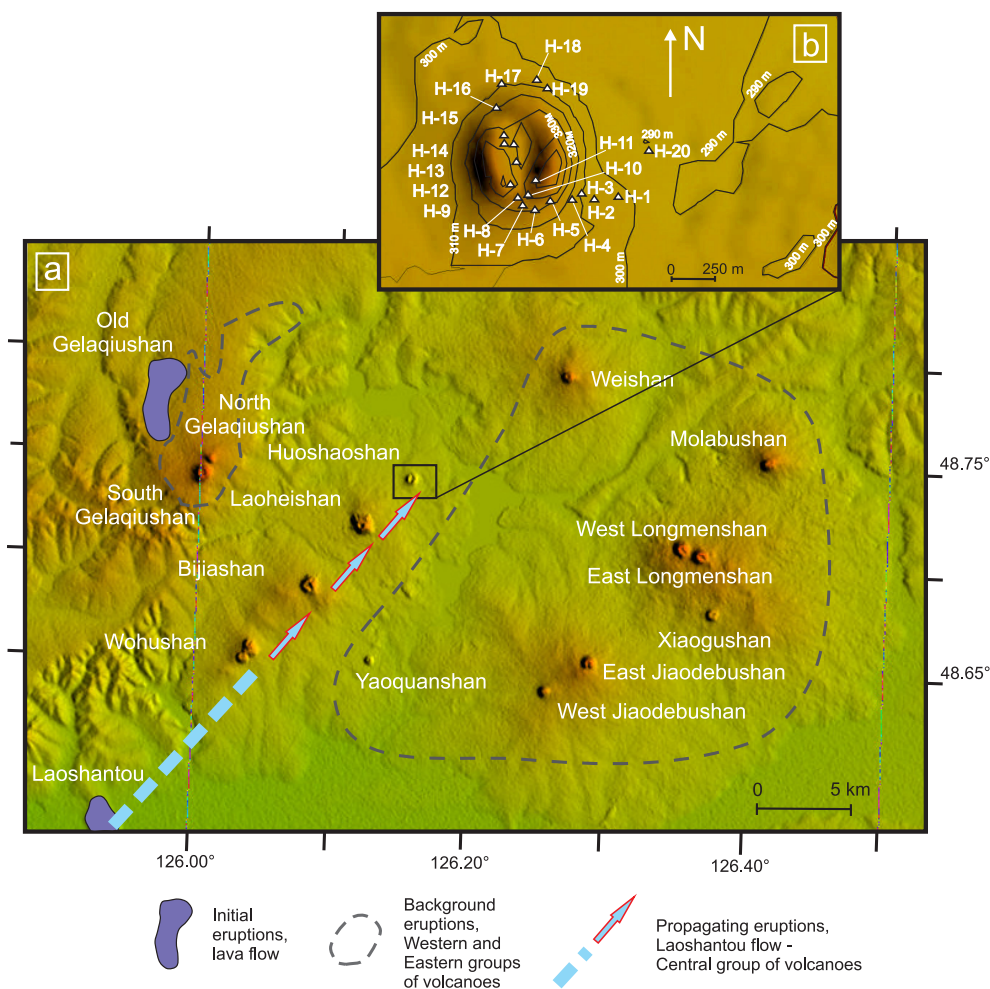 H-18
N
b
300 m
H-17
H-19
H-16
H-15
330M
320M
290 m
290 m
290 m
H-11
H-20
H-14
H-10
H-13
H-3
H-1
H-12
H-2
H-9
H-8
H-5
H-4
H-6
H-7
310 m
300 m
300 m
300 m
0 250 m
a
Old
Gelaqiushan
Weishan
North
Gelaqiushan
Molabushan
Huoshaoshan
48.75°
South
Gelaqiushan
Laoheishan
West Longmenshan
Bijiashan
East Longmenshan
Wohushan
Xiaogushan
Yaoquanshan
East Jiaodebushan
48.65°
West Jiaodebushan
Laoshantou
0 5 km
126.00°
126.20°
126.40°
Initial
eruptions,
lava flow
Background
eruptions,
Western and
Eastern groups
of volcanoes
Propagating eruptions,
Laoshantou flow -
Central group of volcanoes